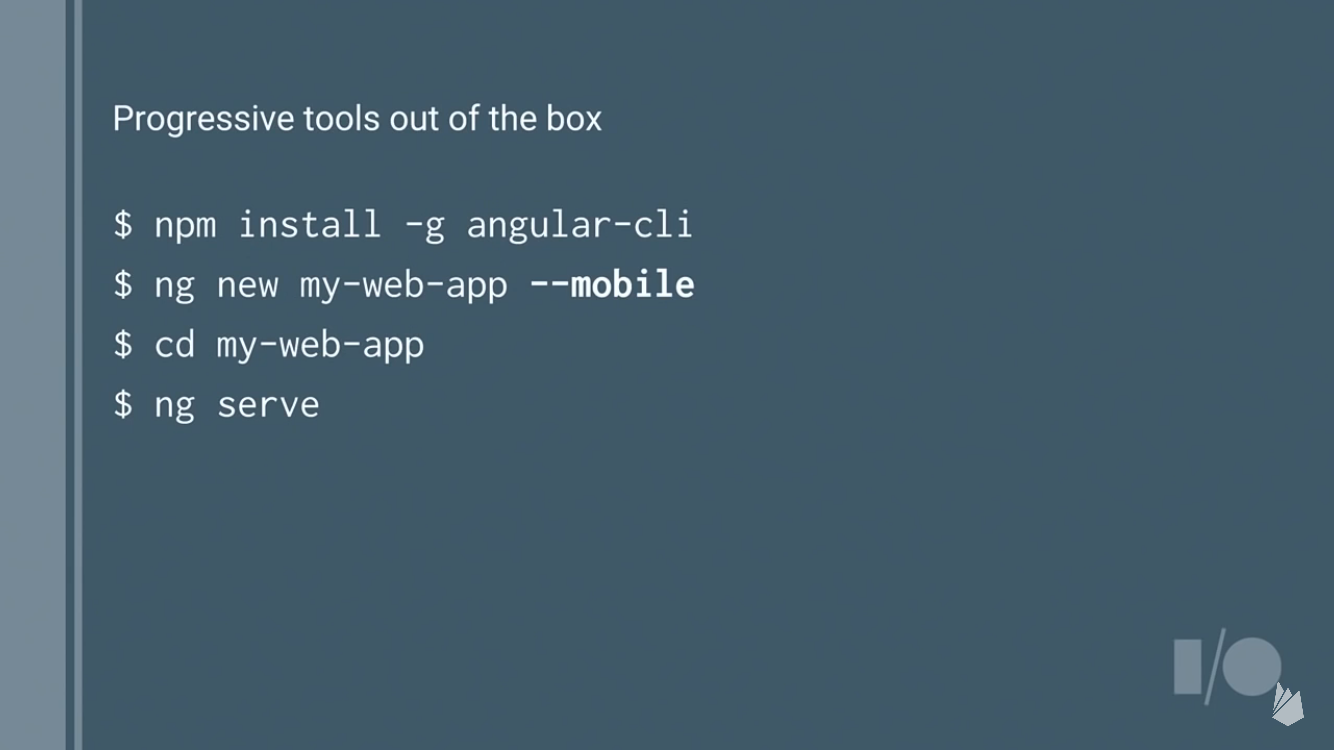 Progressive tools out of the box
$ npm install -g angular-cli
$ ng new my-web-app --mobile
$ cd my-web-app
$ ng serve
I/O